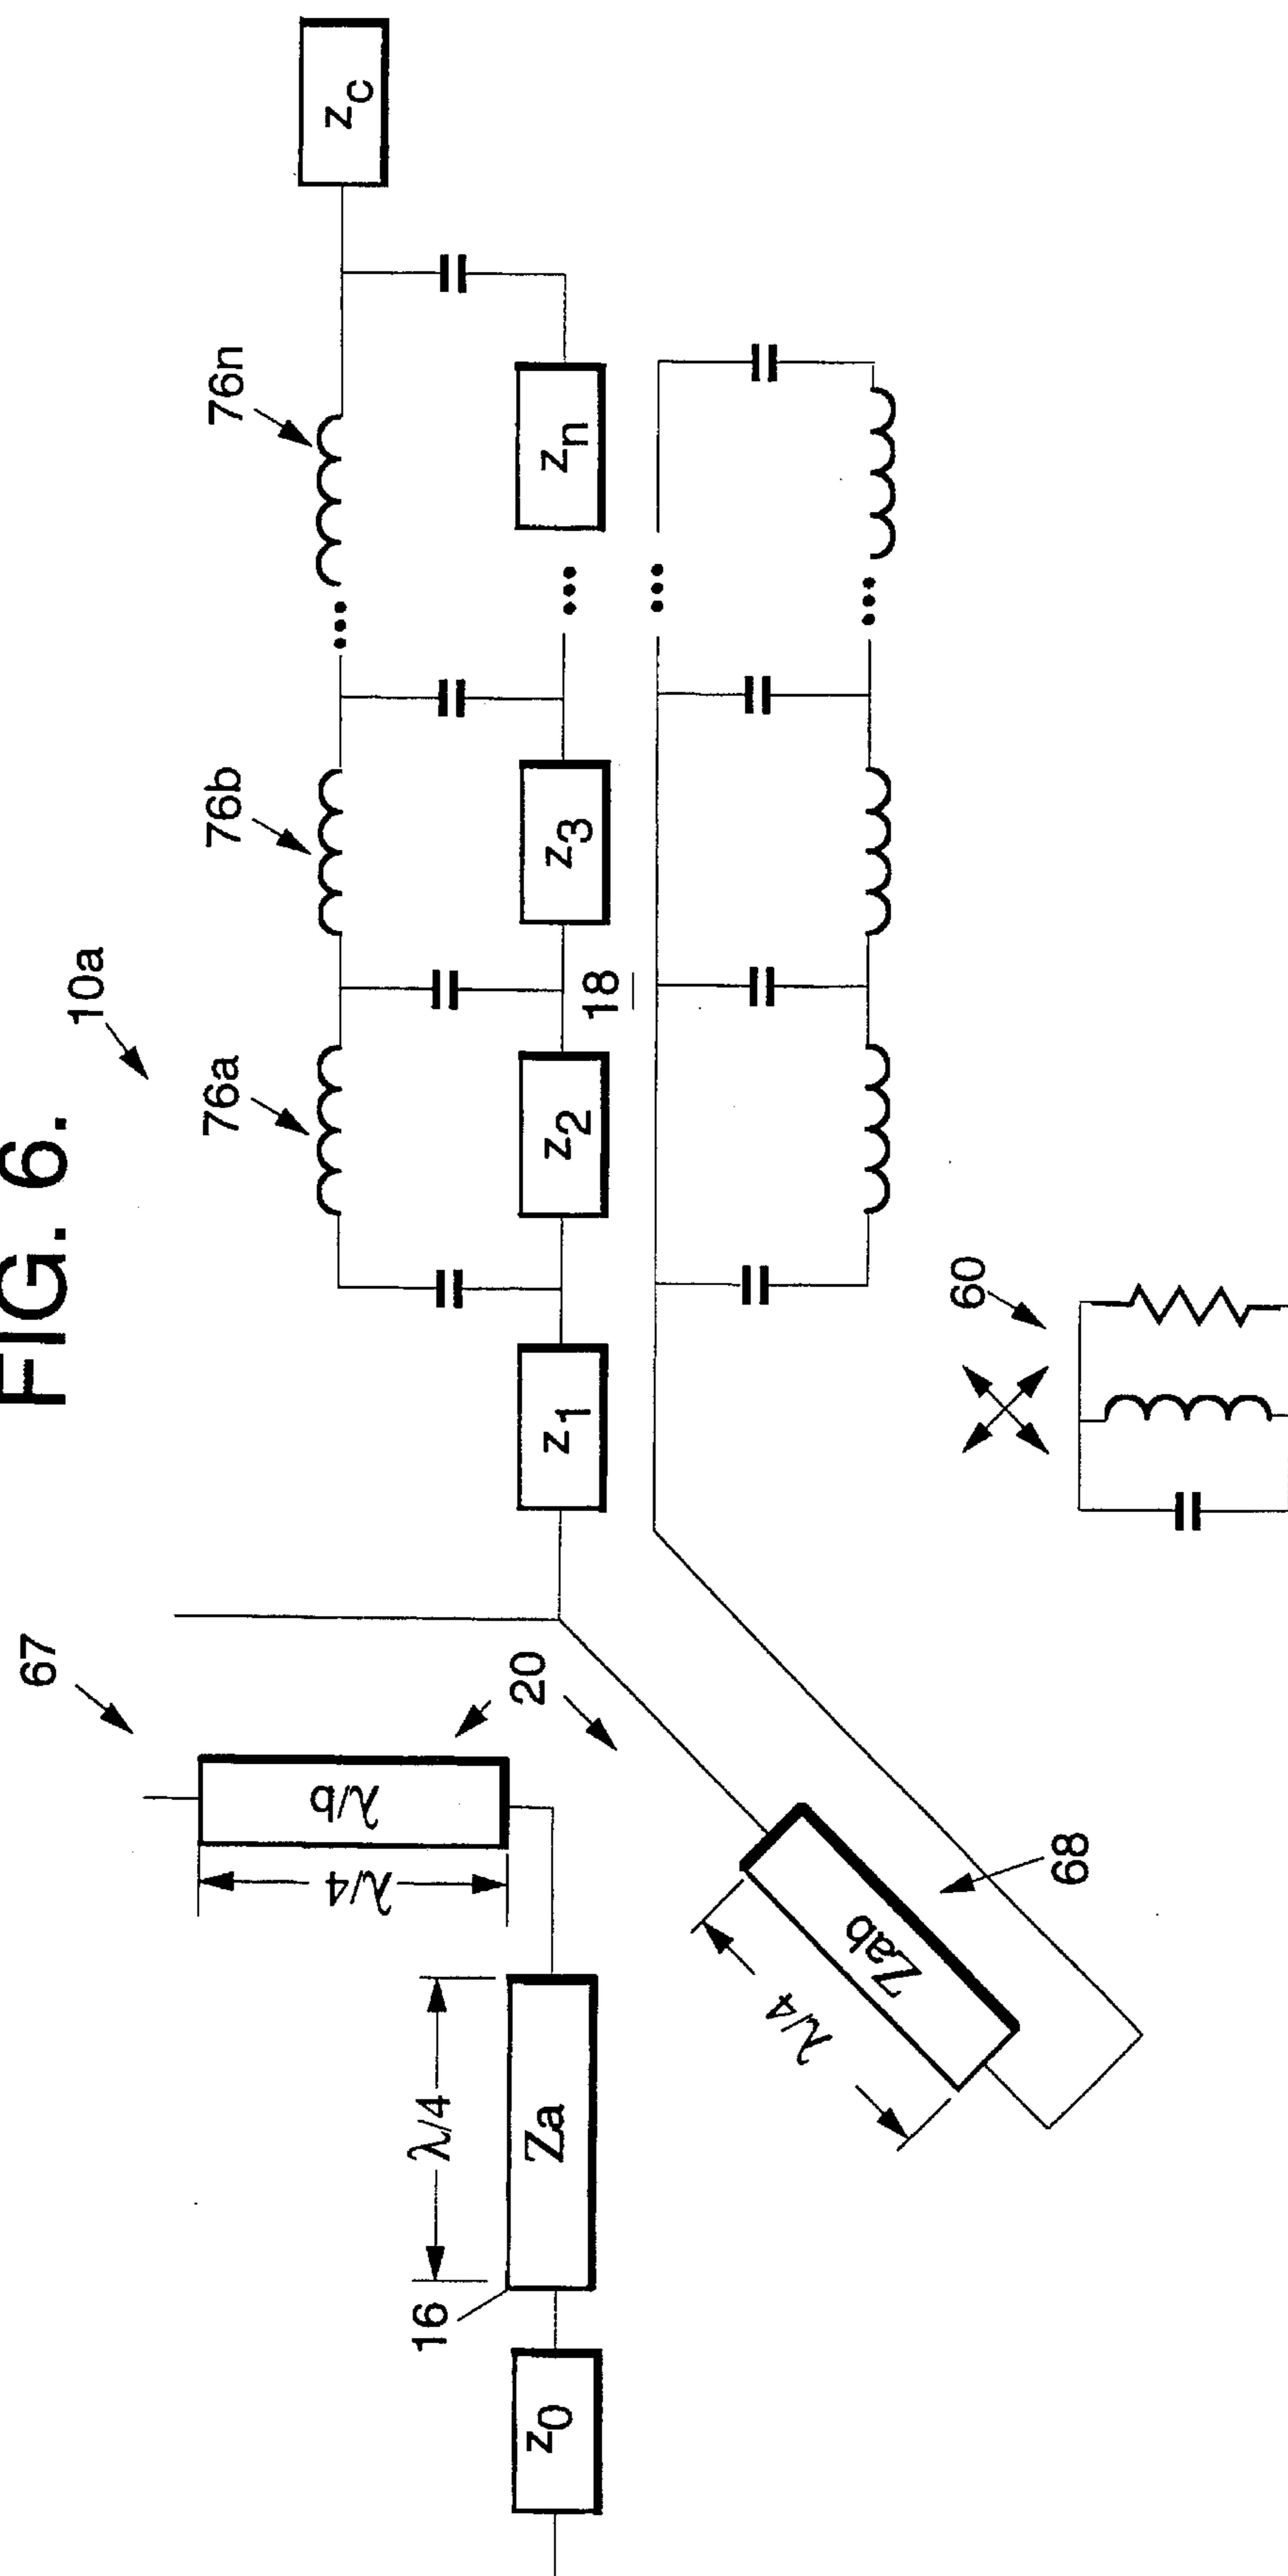 FIG. 6.
10a
67
76a
76b
76n
zc
λ/b
λ/4
20
z1
z2
z3
zn
...
...
18
...
...
16
λ/4
z0
Za
λ/4
Zab
68
60